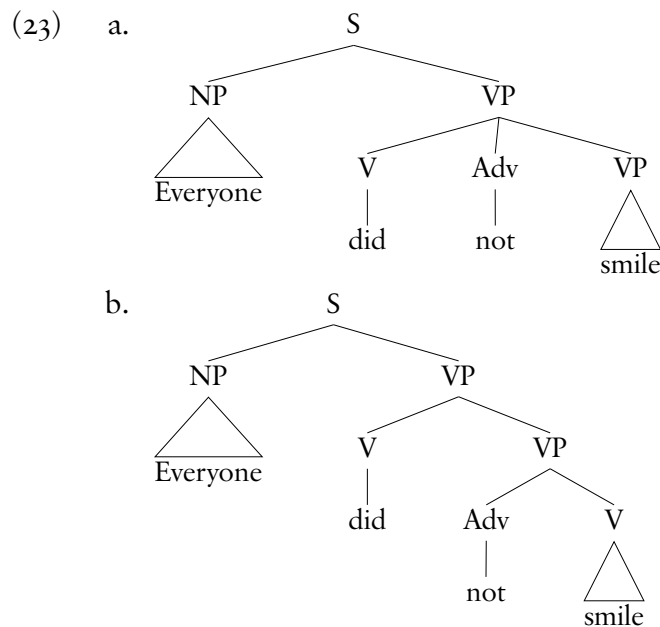 (23) a. S
NP VP
V Adv VP
Everyone
did not
smile
b. S
NP VP
V VP
Everyone
did Adv V
not
smile